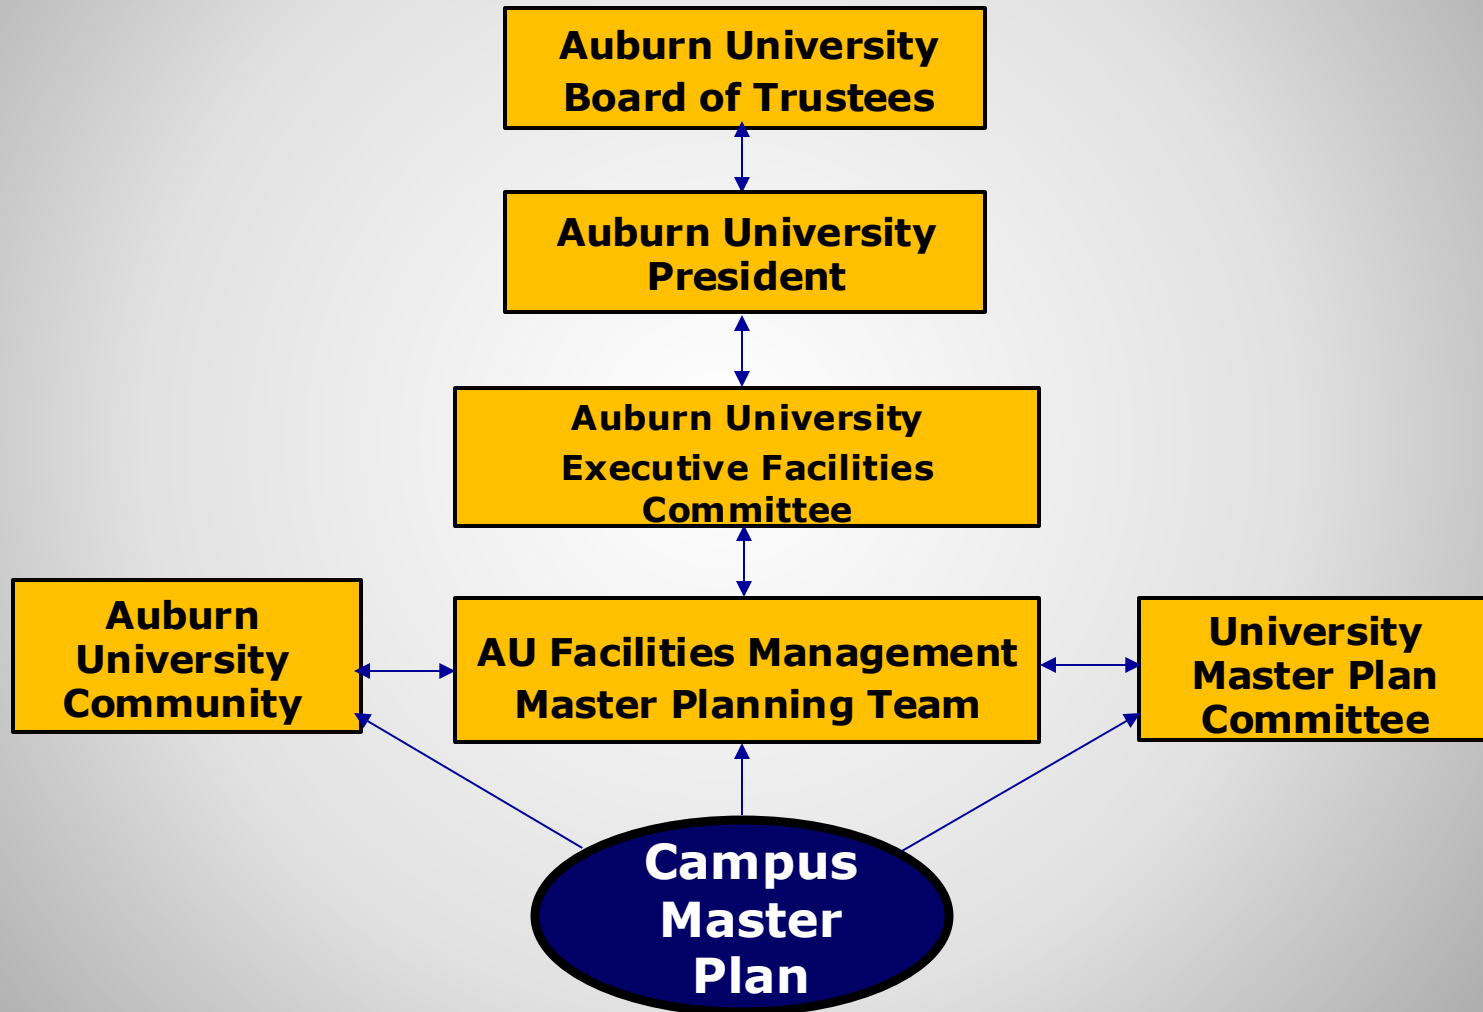 Auburn University
Board of Trustees
Auburn University
President
Auburn University
Executive Facilities
Committee
Auburn
University
Community
AU Facilities Management
Master Planning Team
University
Master Plan
Committee
Campus
Master
Plan